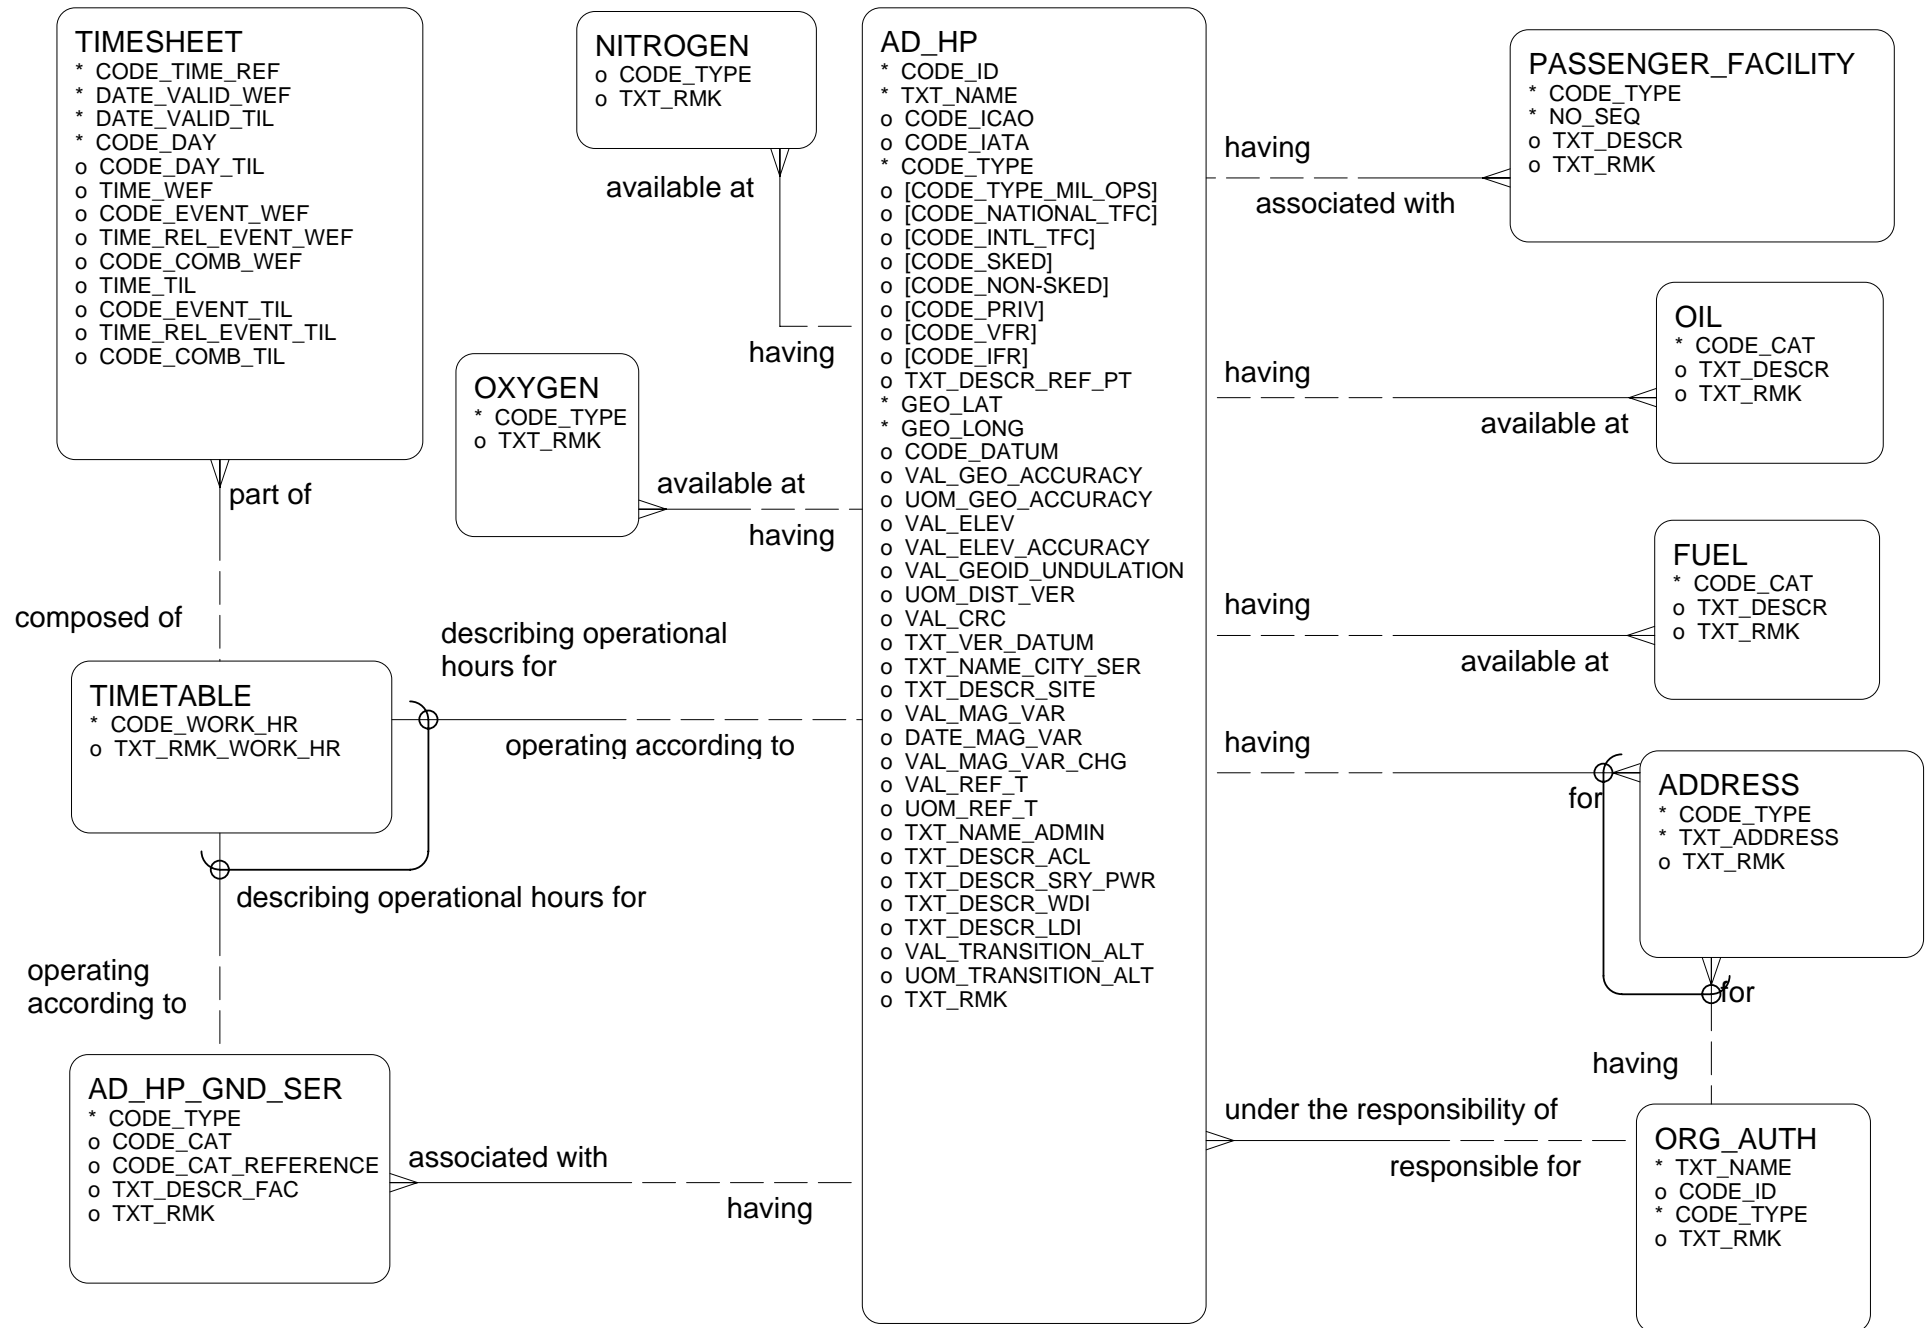 TIMESHEET
* CODE_TIME_REF
* DATE_VALID_WEF
* DATE_VALID_TIL
* CODE_DAY
o CODE_DAY_TIL
o TIME_WEF
o CODE_EVENT_WEF
o TIME_REL_EVENT_WEF
o CODE_COMB_WEF
o TIME_TIL
o CODE_EVENT_TIL
o TIME_REL_EVENT_TIL
o CODE_COMB_TIL
part of
composed of
TIMETABLE
* CODE_WORK_HR
o TXT_RMK_WORK_HR
describing operational
hours for
operating according to
describing operational hours for
operating
according to
AD_HP_GND_SER
* CODE_TYPE
o CODE_CAT
o CODE_CAT_REFERENCE
o TXT_DESCR_FAC
o TXT_RMK
associated with
having
NITROGEN
o CODE_TYPE
o TXT_RMK
available at
having
OXYGEN
* CODE_TYPE
o TXT_RMK
available at
having
AD_HP
* CODE_ID
* TXT_NAME
o CODE_ICAO
o CODE_IATA
* CODE_TYPE
o [CODE_TYPE_MIL_OPS]
o [CODE_NATIONAL_TFC]
o [CODE_INTL_TFC]
o [CODE_SKED]
o [CODE_NON-SKED]
o [CODE_PRIV]
o [CODE_VFR]
o [CODE_IFR]
o TXT_DESCR_REF_PT
* GEO_LAT
* GEO_LONG
o CODE_DATUM
o VAL_GEO_ACCURACY
o UOM_GEO_ACCURACY
o VAL_ELEV
o VAL_ELEV_ACCURACY
o VAL_GEOID_UNDULATION
o UOM_DIST_VER
o VAL_CRC
o TXT_VER_DATUM
o TXT_NAME_CITY_SER
o TXT_DESCR_SITE
o VAL_MAG_VAR
o DATE_MAG_VAR
o VAL_MAG_VAR_CHG
o VAL_REF_T
o UOM_REF_T
o TXT_NAME_ADMIN
o TXT_DESCR_ACL
o TXT_DESCR_SRY_PWR
o TXT_DESCR_WDI
o TXT_DESCR_LDI
o VAL_TRANSITION_ALT
o UOM_TRANSITION_ALT
o TXT_RMK
having
associated with
PASSENGER_FACILITY
* CODE_TYPE
* NO_SEQ
o TXT_DESCR
o TXT_RMK
having
available at
OIL
* CODE_CAT
o TXT_DESCR
o TXT_RMK
having
available at
FUEL
* CODE_CAT
o TXT_DESCR
o TXT_RMK
having
for
ADDRESS
* CODE_TYPE
* TXT_ADDRESS
o TXT_RMK
for
having
under the responsibility of
responsible for
ORG_AUTH
* TXT_NAME
o CODE_ID
* CODE_TYPE
o TXT_RMK